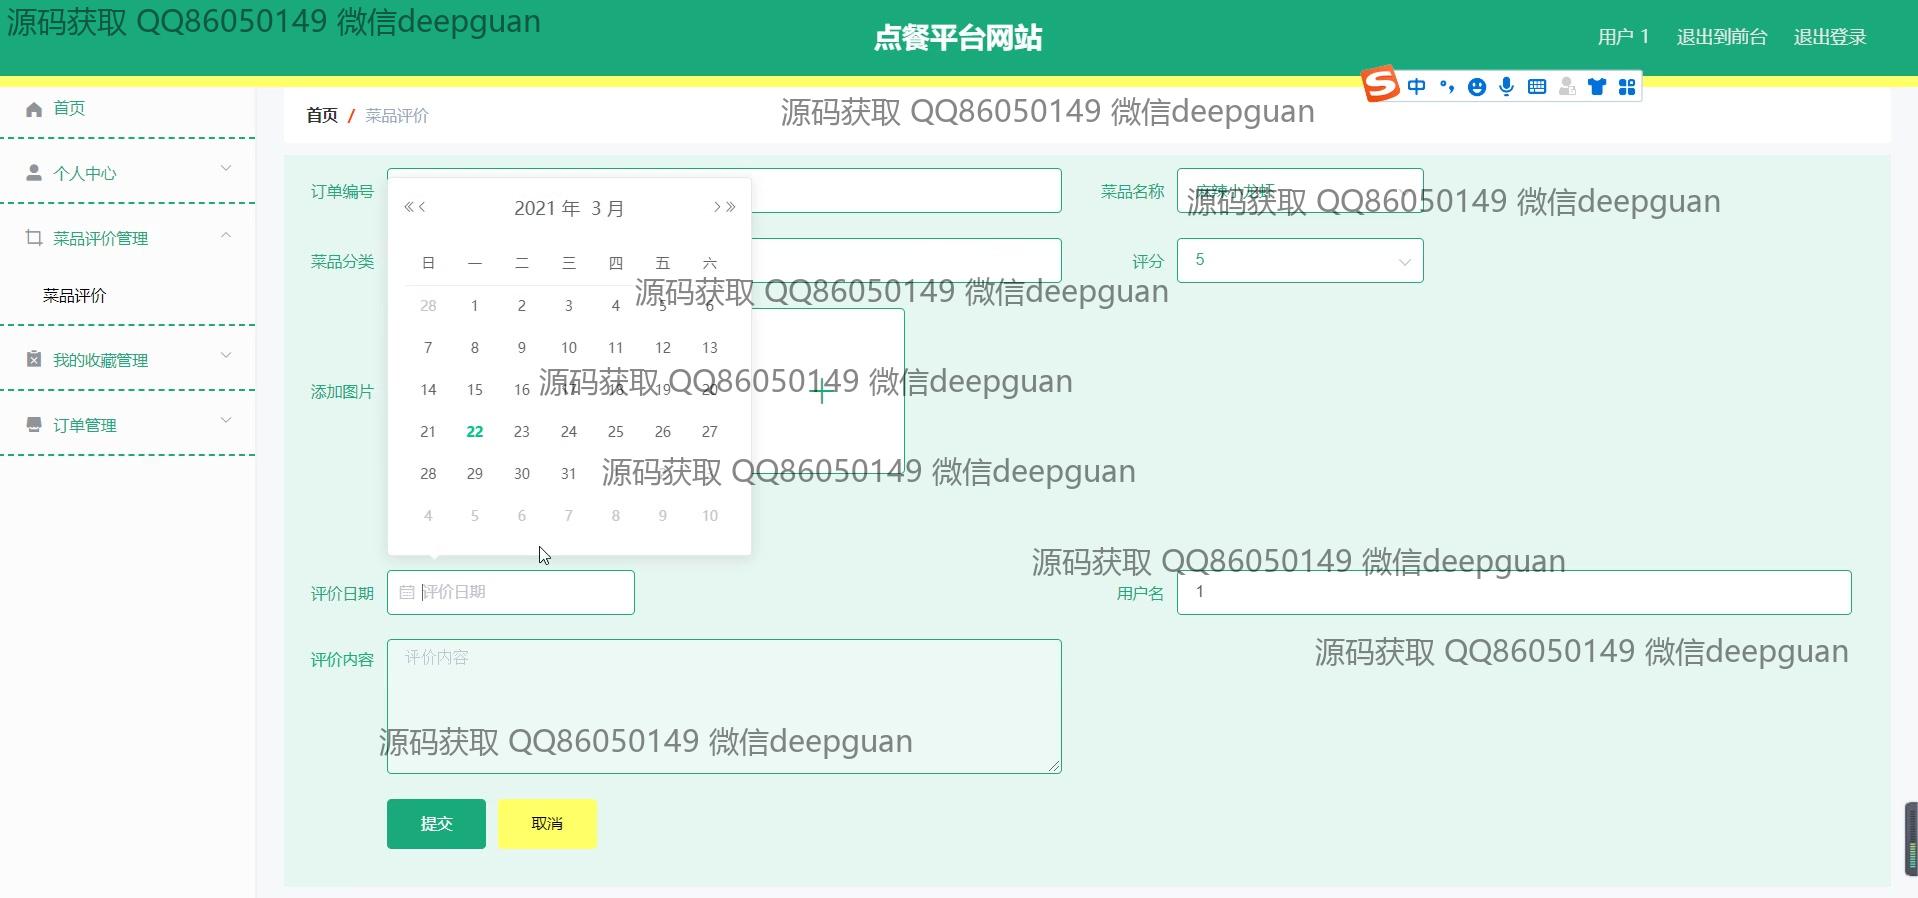 源码获取 QQ86050149 微信deepguan
点餐平台网站
用户 1 退出到前台 退出登录
中
首页
首页 / 菜品评价
源码获取 QQ86050149 微信deepguan
个人中心
菜品评价管理
菜品评价
我的收藏管理
订单管理
订单编号
菜品名称 麻辣小龙虾
源码获取 QQ86050149 微信deepguan
菜品分类
评分 5
2021 年 3 月
日 一 二 三 四 五 六
源码获取 QQ86050149 微信deepguan
28 1 2 3 4 5 6
7 8 9 10 11 12 13
添加图片
源码获取 QQ86050149 微信deepguan
14 15 16 17 18 19 20
21 22 23 24 25 26 27
28 29 30 31
源码获取 QQ86050149 微信deepguan
4 5 6 7 8 9 10
源码获取 QQ86050149 微信deepguan
评价日期 评价日期
用户名 1
源码获取 QQ86050149 微信deepguan
评价内容 评价内容
源码获取 QQ86050149 微信deepguan
提交 取消